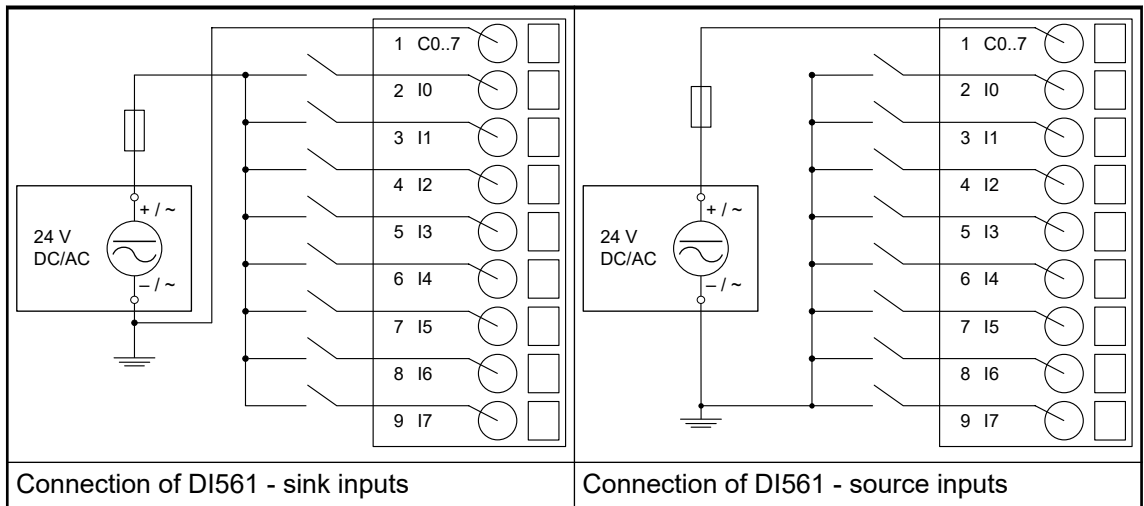 1 C0..7
2 I0
3 I1
4 I2
5 I3
6 I4
7 I5
8 I6
9 I7
+ / ~
24 V
DC/AC
– / ~
Connection of DI561 - sink inputs
1 C0..7
2 I0
3 I1
4 I2
5 I3
6 I4
7 I5
8 I6
9 I7
+ / ~
24 V
DC/AC
– / ~
Connection of DI561 - source inputs